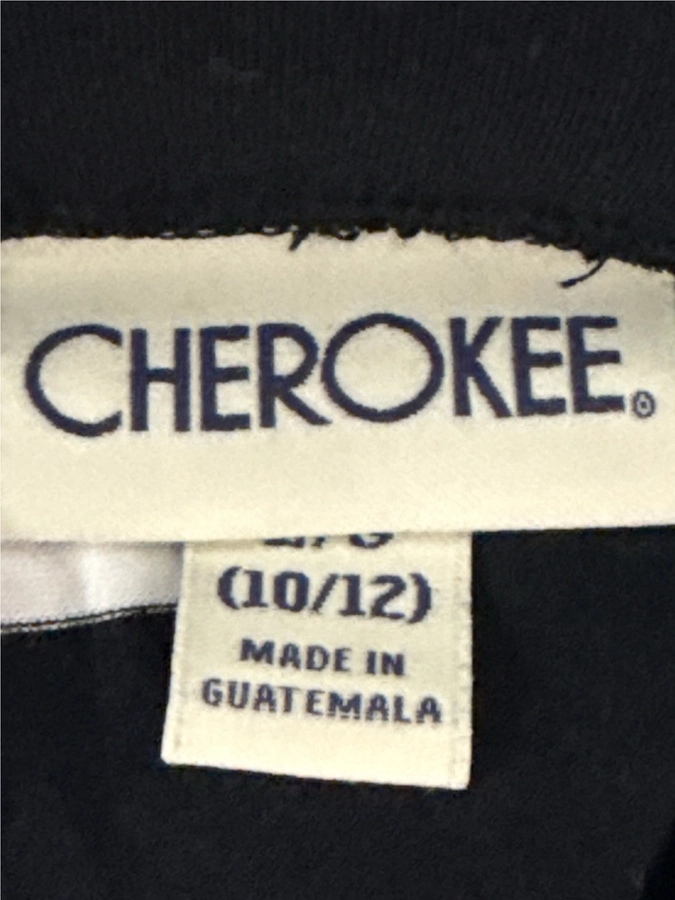 CHEROKEE®
(10/12)
MADE IN
GUATEMALA